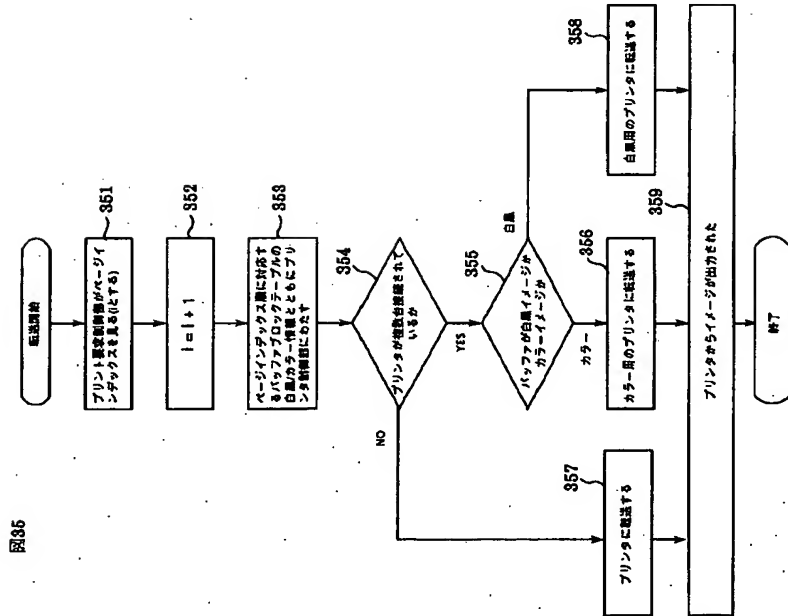 図35
転送開始
351
プリント要求制御部がページイ
ンデックスを見る(Iとする)
352
I = I + 1
353
ページインデックス順に対応す
るバッファブロックテーブルの
白黒/カラー情報とともにプリ
ンタ制御部にわたす
354
プリンタが複数台接続されて
いるか
NO
YES
355
バッファが白黒イメージか
カラーイメージか
白黒
カラー
357
プリンタに転送する
356
カラー用のプリンタに転送する
358
白黒用のプリンタに転送する
359
プリンタからイメージが出力された
終了